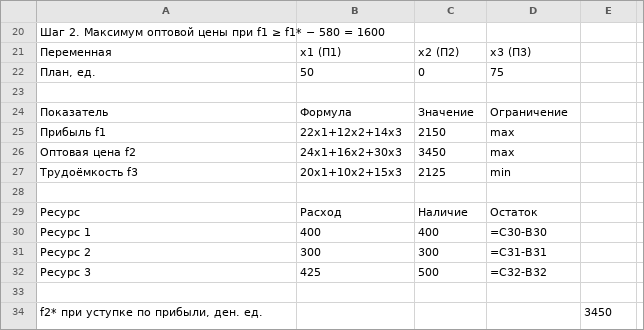 A B C D E
20 Шаг 2. Максимум оптовой цены при f1 ≥ f1* − 580 = 1600
21 Переменная x1 (П1) x2 (П2) x3 (П3)
22 План, ед. 50 0 75
23
24 Показатель Формула Значение Ограничение
25 Прибыль f1 22x1+12x2+14x3 2150 max
26 Оптовая цена f2 24x1+16x2+30x3 3450 max
27 Трудоёмкость f3 20x1+10x2+15x3 2125 min
28
29 Ресурс Расход Наличие Остаток
30 Ресурс 1 400 400 =C30-B30
31 Ресурс 2 300 300 =C31-B31
32 Ресурс 3 425 500 =C32-B32
33
34 f2* при уступке по прибыли, ден. ед. 3450